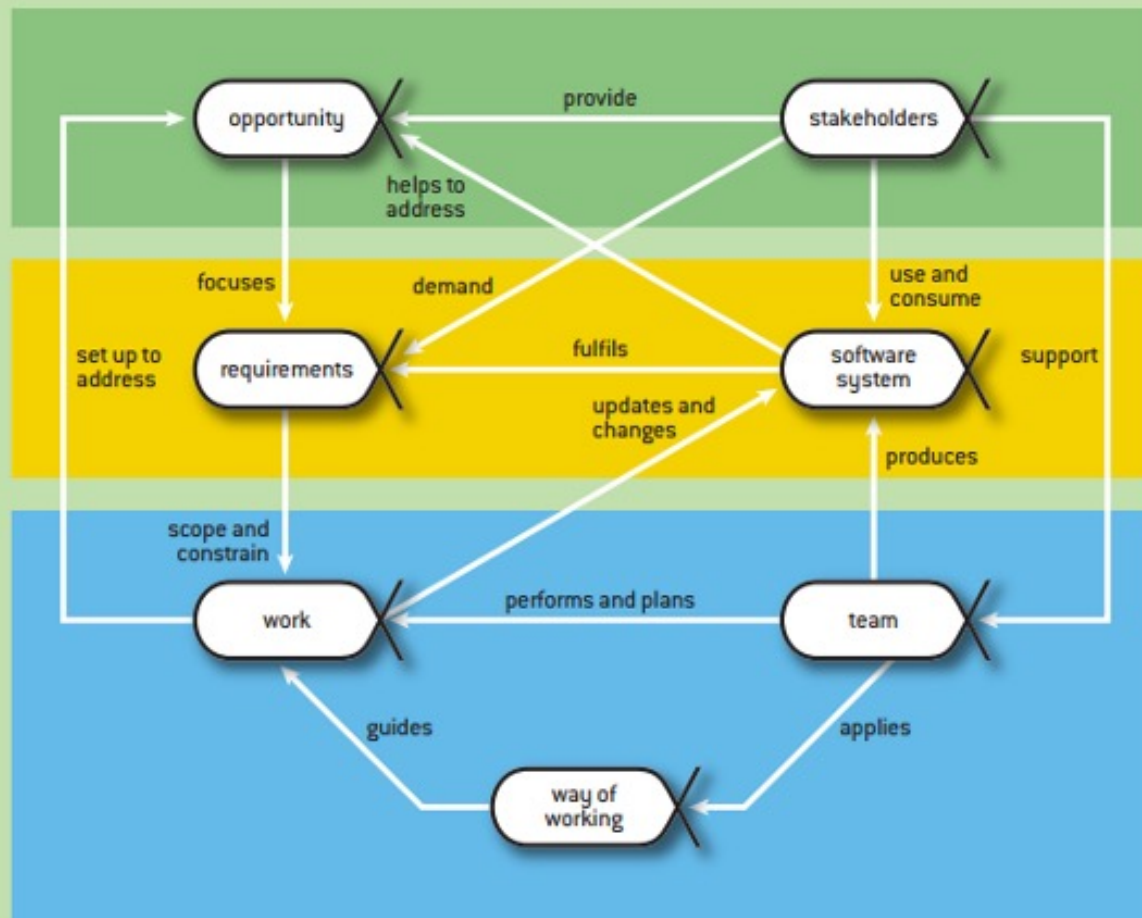 provide
opportunity
stakeholders
helps to
address
focuses
demand
use and
consume
set up to
address
requirements
fulfils
software
system
support
updates and
changes
produces
scope and
constrain
work
performs and plans
team
guides
applies
way of
working